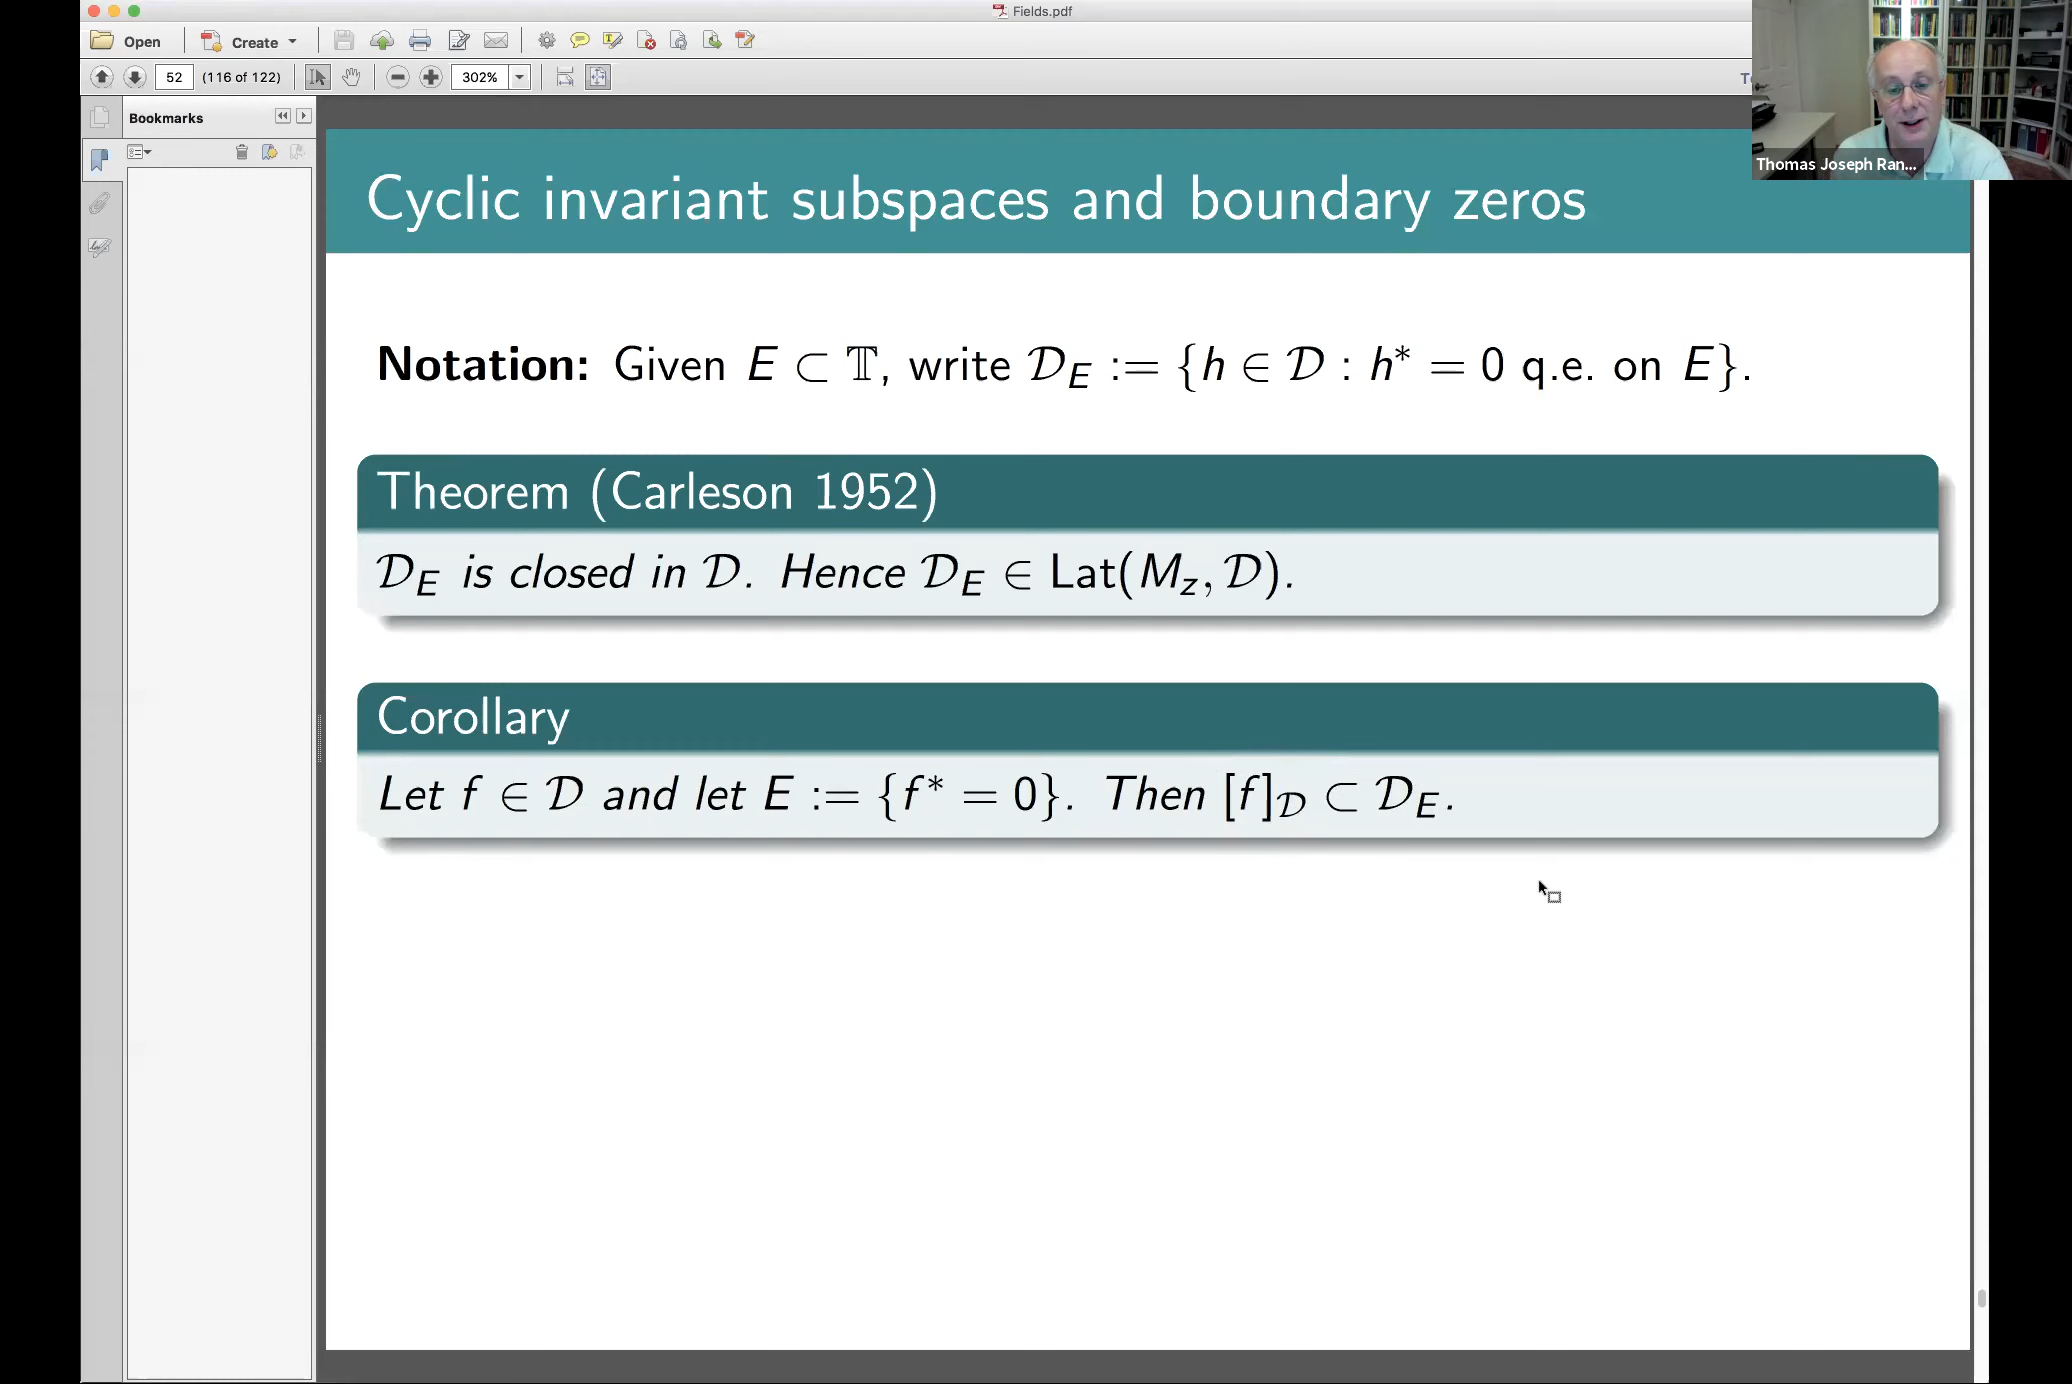 Fields.pdf
Open Create
52 (116 of 122) 302%
Bookmarks
Thomas Joseph Ran...
Cyclic invariant subspaces and boundary zeros
Notation: Given E ⊂ 𝕋, write 𝒟_E := {h ∈ 𝒟 : h* = 0 q.e. on E}.
Theorem (Carleson 1952)
𝒟_E is closed in 𝒟. Hence 𝒟_E ∈ Lat(M_z, 𝒟).
Corollary
Let f ∈ 𝒟 and let E := {f* = 0}. Then [f]_𝒟 ⊂ 𝒟_E.